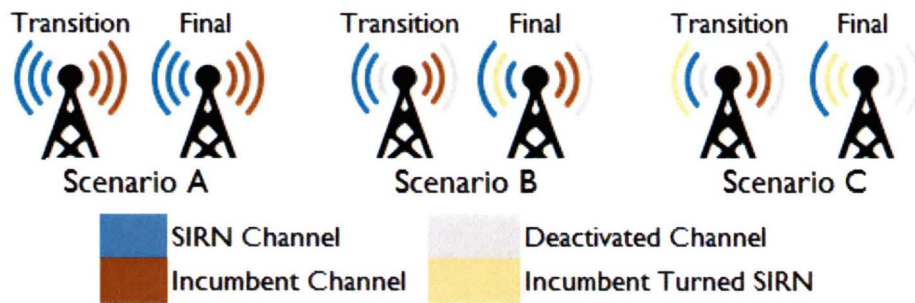 Transition Final Transition Final Transition Final
Scenario A Scenario B Scenario C
SIRN Channel Deactivated Channel
Incumbent Channel Incumbent Turned SIRN